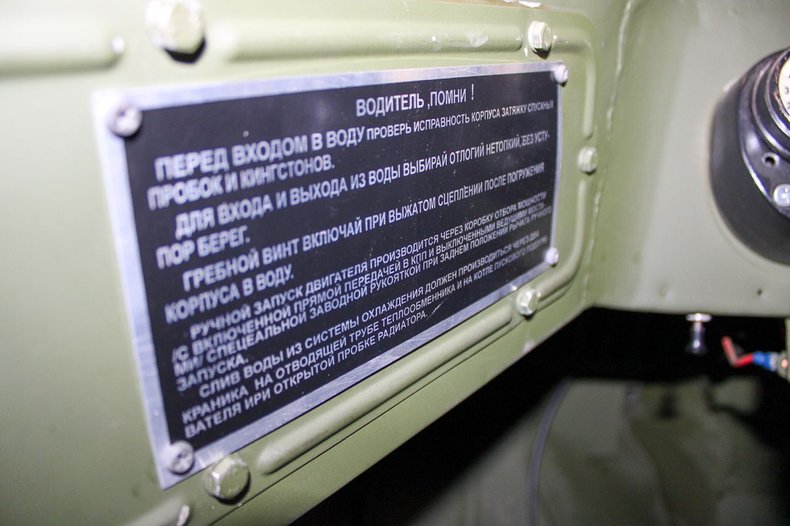 ВОДИТЕЛЬ ,ПОМНИ !
ПЕРЕД ВХОДОМ В ВОДУ ПРОВЕРЬ ИСПРАВНОСТЬ КОРПУСА ЗАТЯЖКУ СПУСКНЫХ
ПРОБОК И КИНГСТОНОВ.
ДЛЯ ВХОДА И ВЫХОДА ИЗ ВОДЫ ВЫБИРАЙ ОТЛОГИЙ НЕТОПКИЙ, БЕЗ УСТУ-
ПОР БЕРЕГ.
ГРЕБНОЙ ВИНТ ВКЛЮЧАЙ ПРИ ВЫЖАТОМ СЦЕПЛЕНИИ ПОСЛЕ ПОГРУЖЕНИЯ
КОРПУСА В ВОДУ.
РУЧНОЙ ЗАПУСК ДВИГАТЕЛЯ ПРОИЗВОДИТСЯ ЧЕРЕЗ КОРОБКУ ОТБОРА МОЩНОСТИ
/С ВКЛЮЧЕННОЙ ПРЯМОЙ ПЕРЕДАЧЕЙ В КПП И ВЫКЛЮЧЕННЫМИ ВЕДУЩИМИ МОСТА-
МИ/ СПЕЦЕАЛЬНОЙ ЗАВОДНОЙ РУКОЯТКОЙ ПРИ ЗАДНЕМ ПОЛОЖЕНИИ РЫЧАГА РУЧНОГО
ЗАПУСКА.
СЛИВ ВОДЫ ИЗ СИСТЕМЫ ОХЛАЖДЕНИЯ ДОЛЖЕН ПРОИЗВОДИТЬСЯ ЧЕРЕЗ ДВА
КРАНИКА НА ОТВОДЯЩЕЙ ТРУБЕ ТЕПЛООБМЕННИКА И НА КОТЛЕ ПУСКОВОГО ПОДОГРЕ
ВАТЕЛЯ ИРИ ОТКРЫТОЙ ПРОБКЕ РАДИАТОРА.